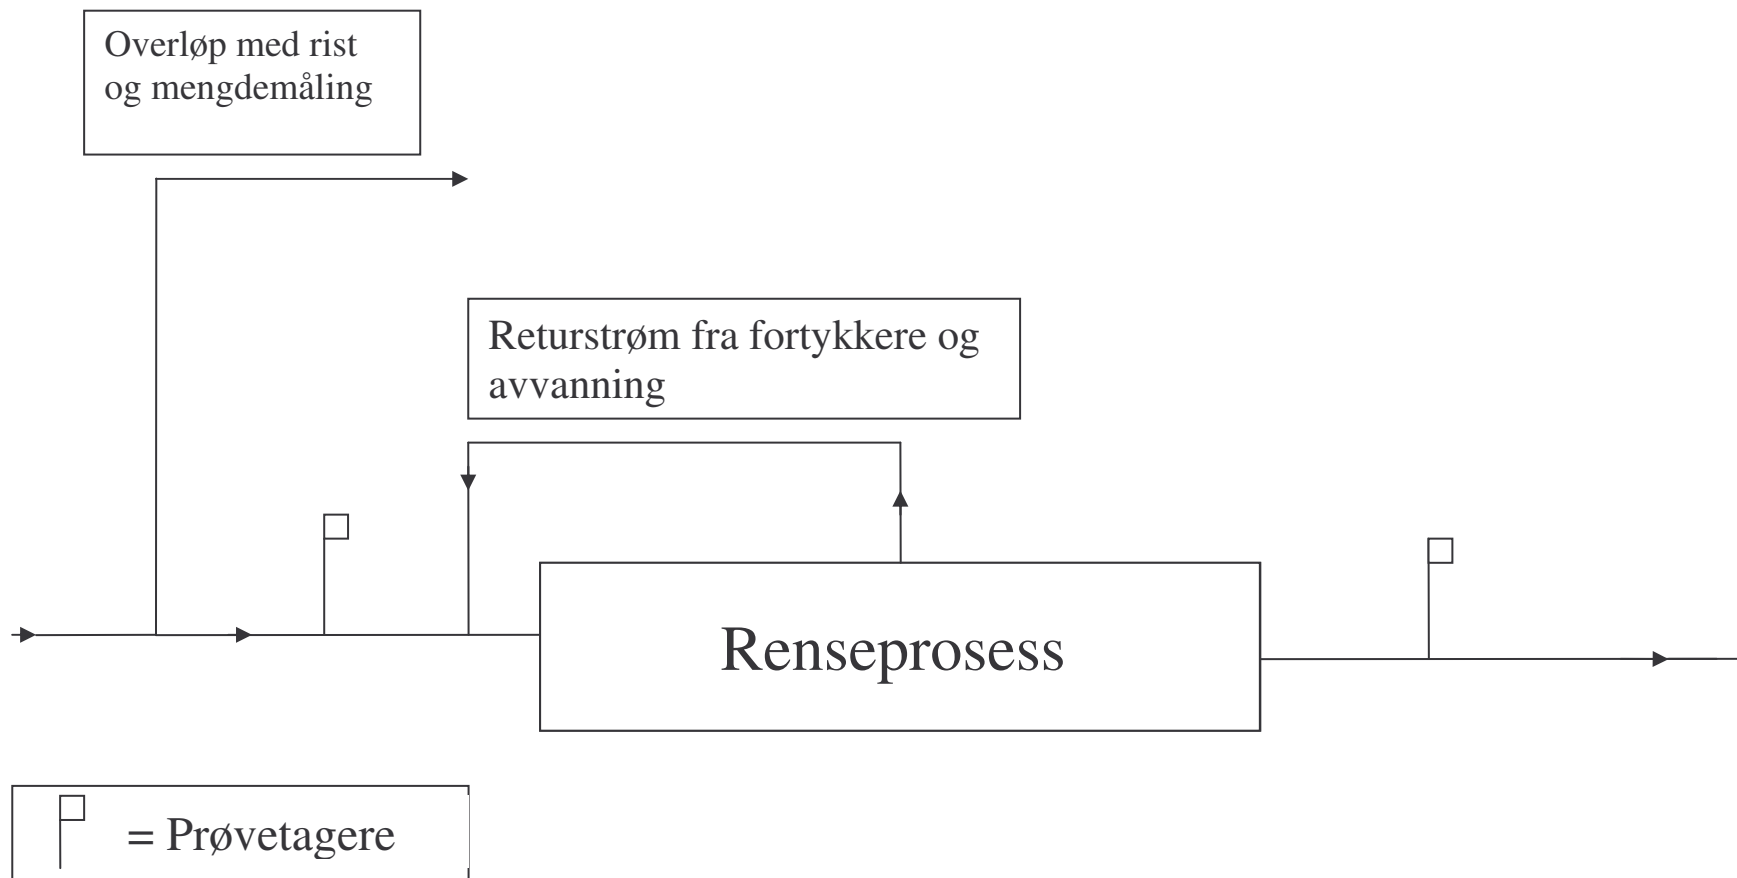 Overløp med rist
og mengdemåling
Returstrøm fra fortykkere og
avvanning
Renseprosess
= Prøvetagere